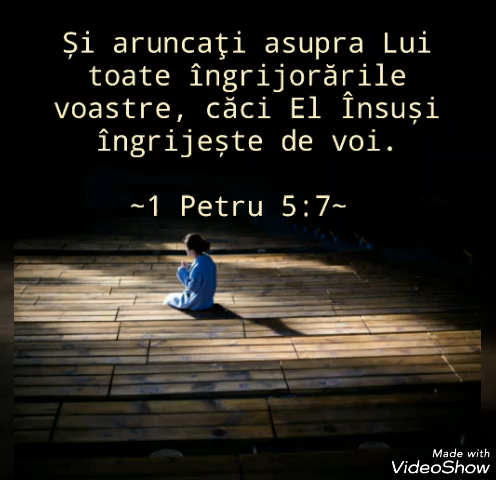 Și aruncaţi asupra Lui
toate îngrijorările
voastre, căci El Însuși
îngrijește de voi.
~1 Petru 5:7~
Made with
VideoShow